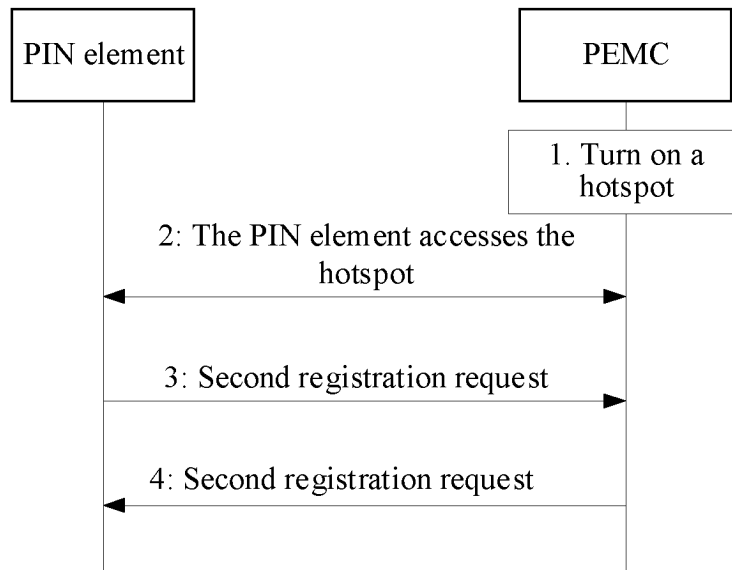 PIN element
PEMC
1. Turn on a
hotspot
2: The PIN element accesses the
hotspot
3: Second registration request
4: Second registration request